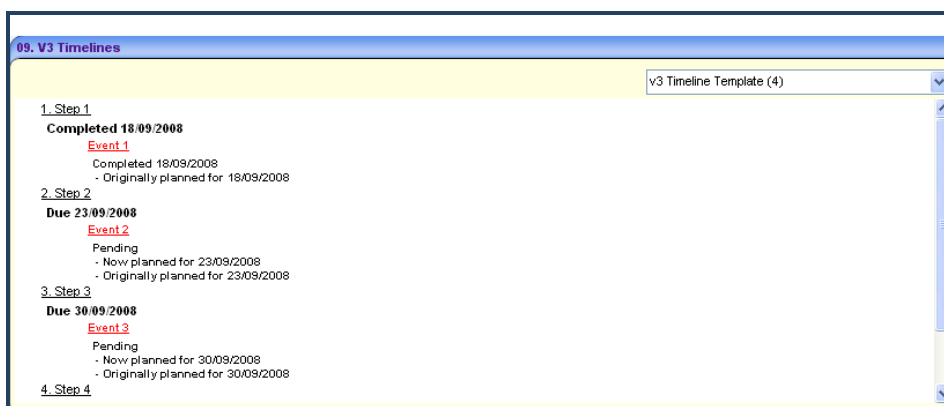 09. V3 Timelines
v3 Timeline Template (4)
1. Step 1
Completed 18/09/2008
Event 1
Completed 18/09/2008
- Originally planned for 18/09/2008
2. Step 2
Due 23/09/2008
Event 2
Pending
- Now planned for 23/09/2008
- Originally planned for 23/09/2008
3. Step 3
Due 30/09/2008
Event 3
Pending
- Now planned for 30/09/2008
- Originally planned for 30/09/2008
4. Step 4